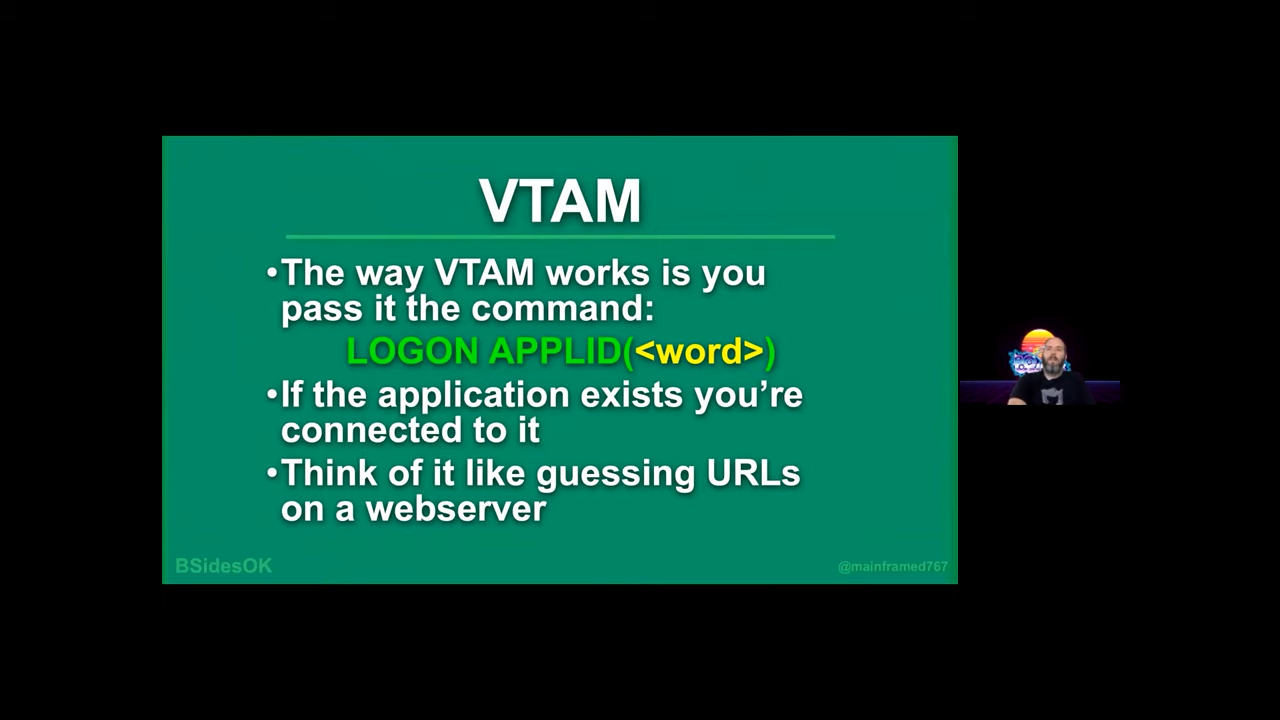 VTAM
•The way VTAM works is you
pass it the command:
LOGON APPLID(<word>)
•If the application exists you’re
connected to it
•Think of it like guessing URLs
on a webserver
BSidesOK
@mainframed767